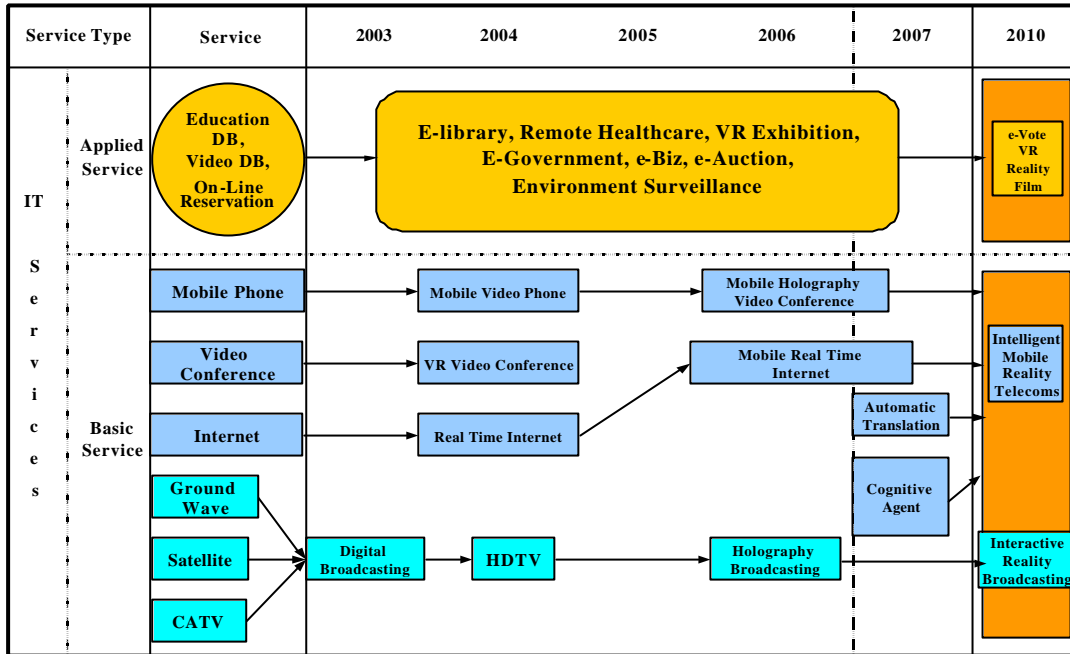 Service Type
Service
2003
2004
2005
2006
2007
2010
IT
Services
Applied
Service
Education
DB,
Video DB,
On-Line
Reservation
E-library, Remote Healthcare, VR Exhibition,
E-Government, e-Biz, e-Auction,
Environment Surveillance
e-Vote
VR
Reality
Film
Basic
Service
Mobile Phone
Mobile Video Phone
Mobile Holography
Video Conference
Video
Conference
VR Video Conference
Mobile Real Time
Internet
Intelligent
Mobile
Reality
Telecoms
Internet
Real Time Internet
Automatic
Translation
Ground
Wave
Cognitive
Agent
Satellite
Digital
Broadcasting
HDTV
Holography
Broadcasting
Interactive
Reality
Broadcasting
CATV